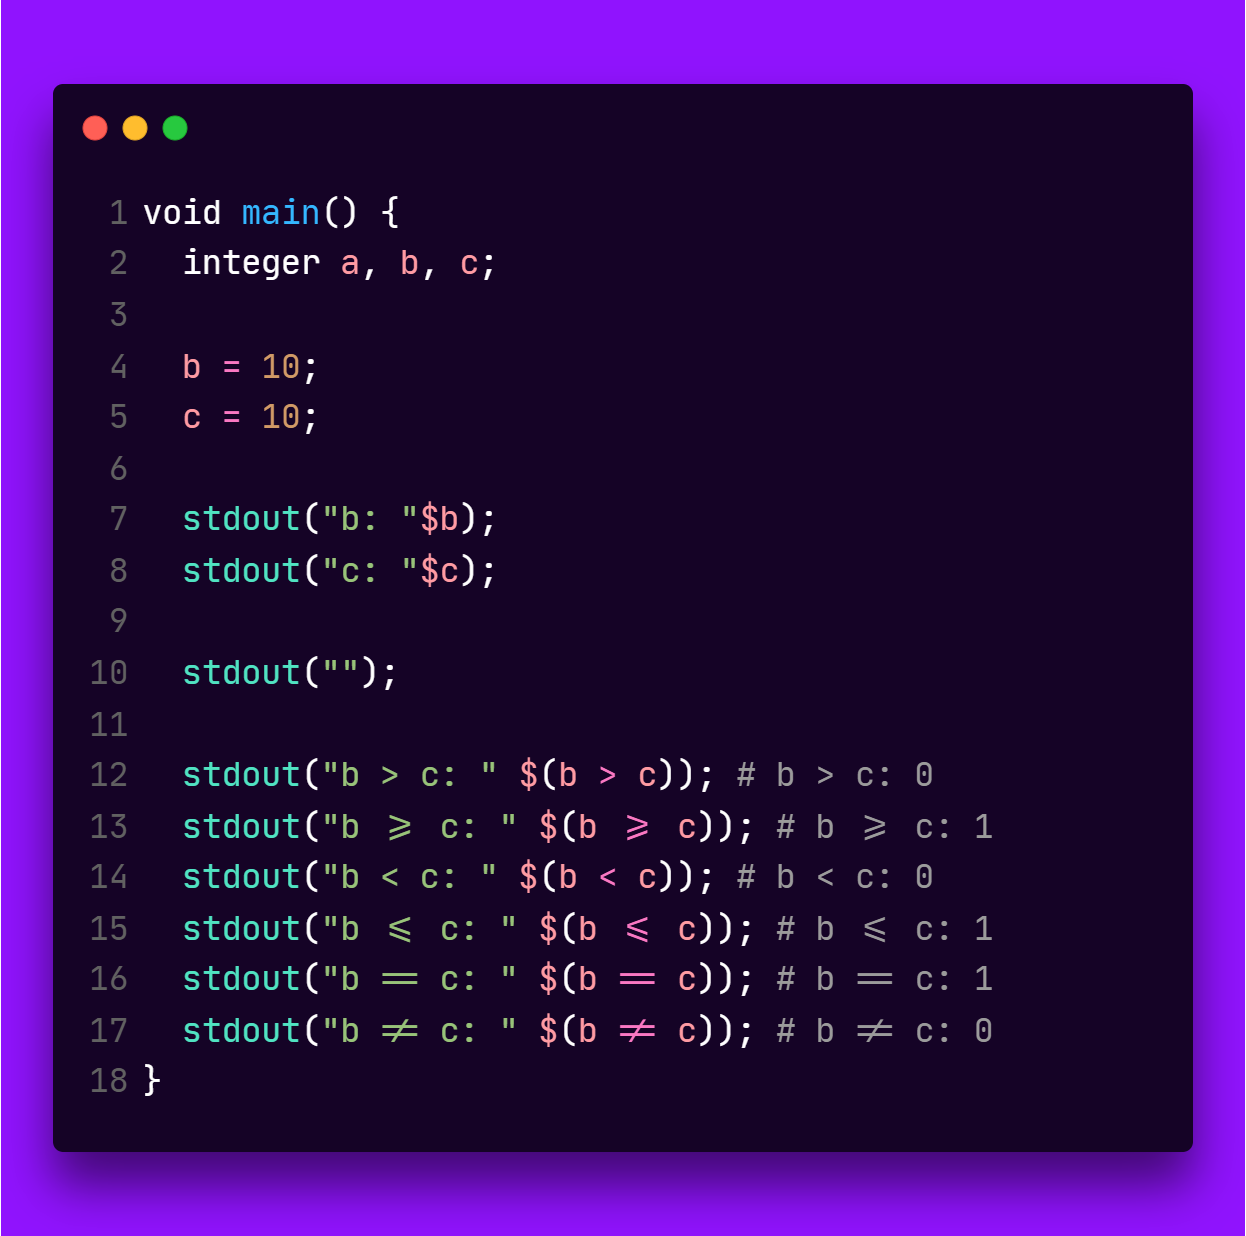 1 void main() {
2   integer a, b, c;
3
4   b = 10;
5   c = 10;
6
7   stdout("b: "$b);
8   stdout("c: "$c);
9
10   stdout("");
11
12   stdout("b > c: " $(b > c)); # b > c: 0
13   stdout("b >= c: " $(b >= c)); # b >= c: 1
14   stdout("b < c: " $(b < c)); # b < c: 0
15   stdout("b <= c: " $(b <= c)); # b <= c: 1
16   stdout("b == c: " $(b == c)); # b == c: 1
17   stdout("b != c: " $(b != c)); # b != c: 0
18 }